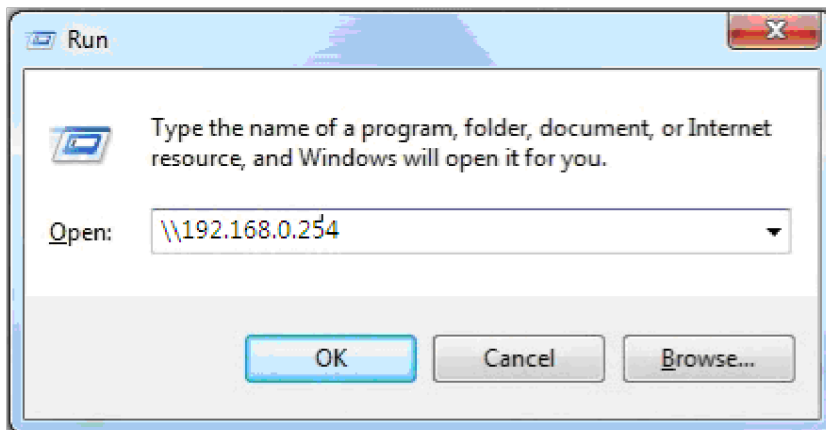 Run
Type the name of a program, folder, document, or Internet
resource, and Windows will open it for you.
Open: \\192.168.0.254
OK Cancel Browse...